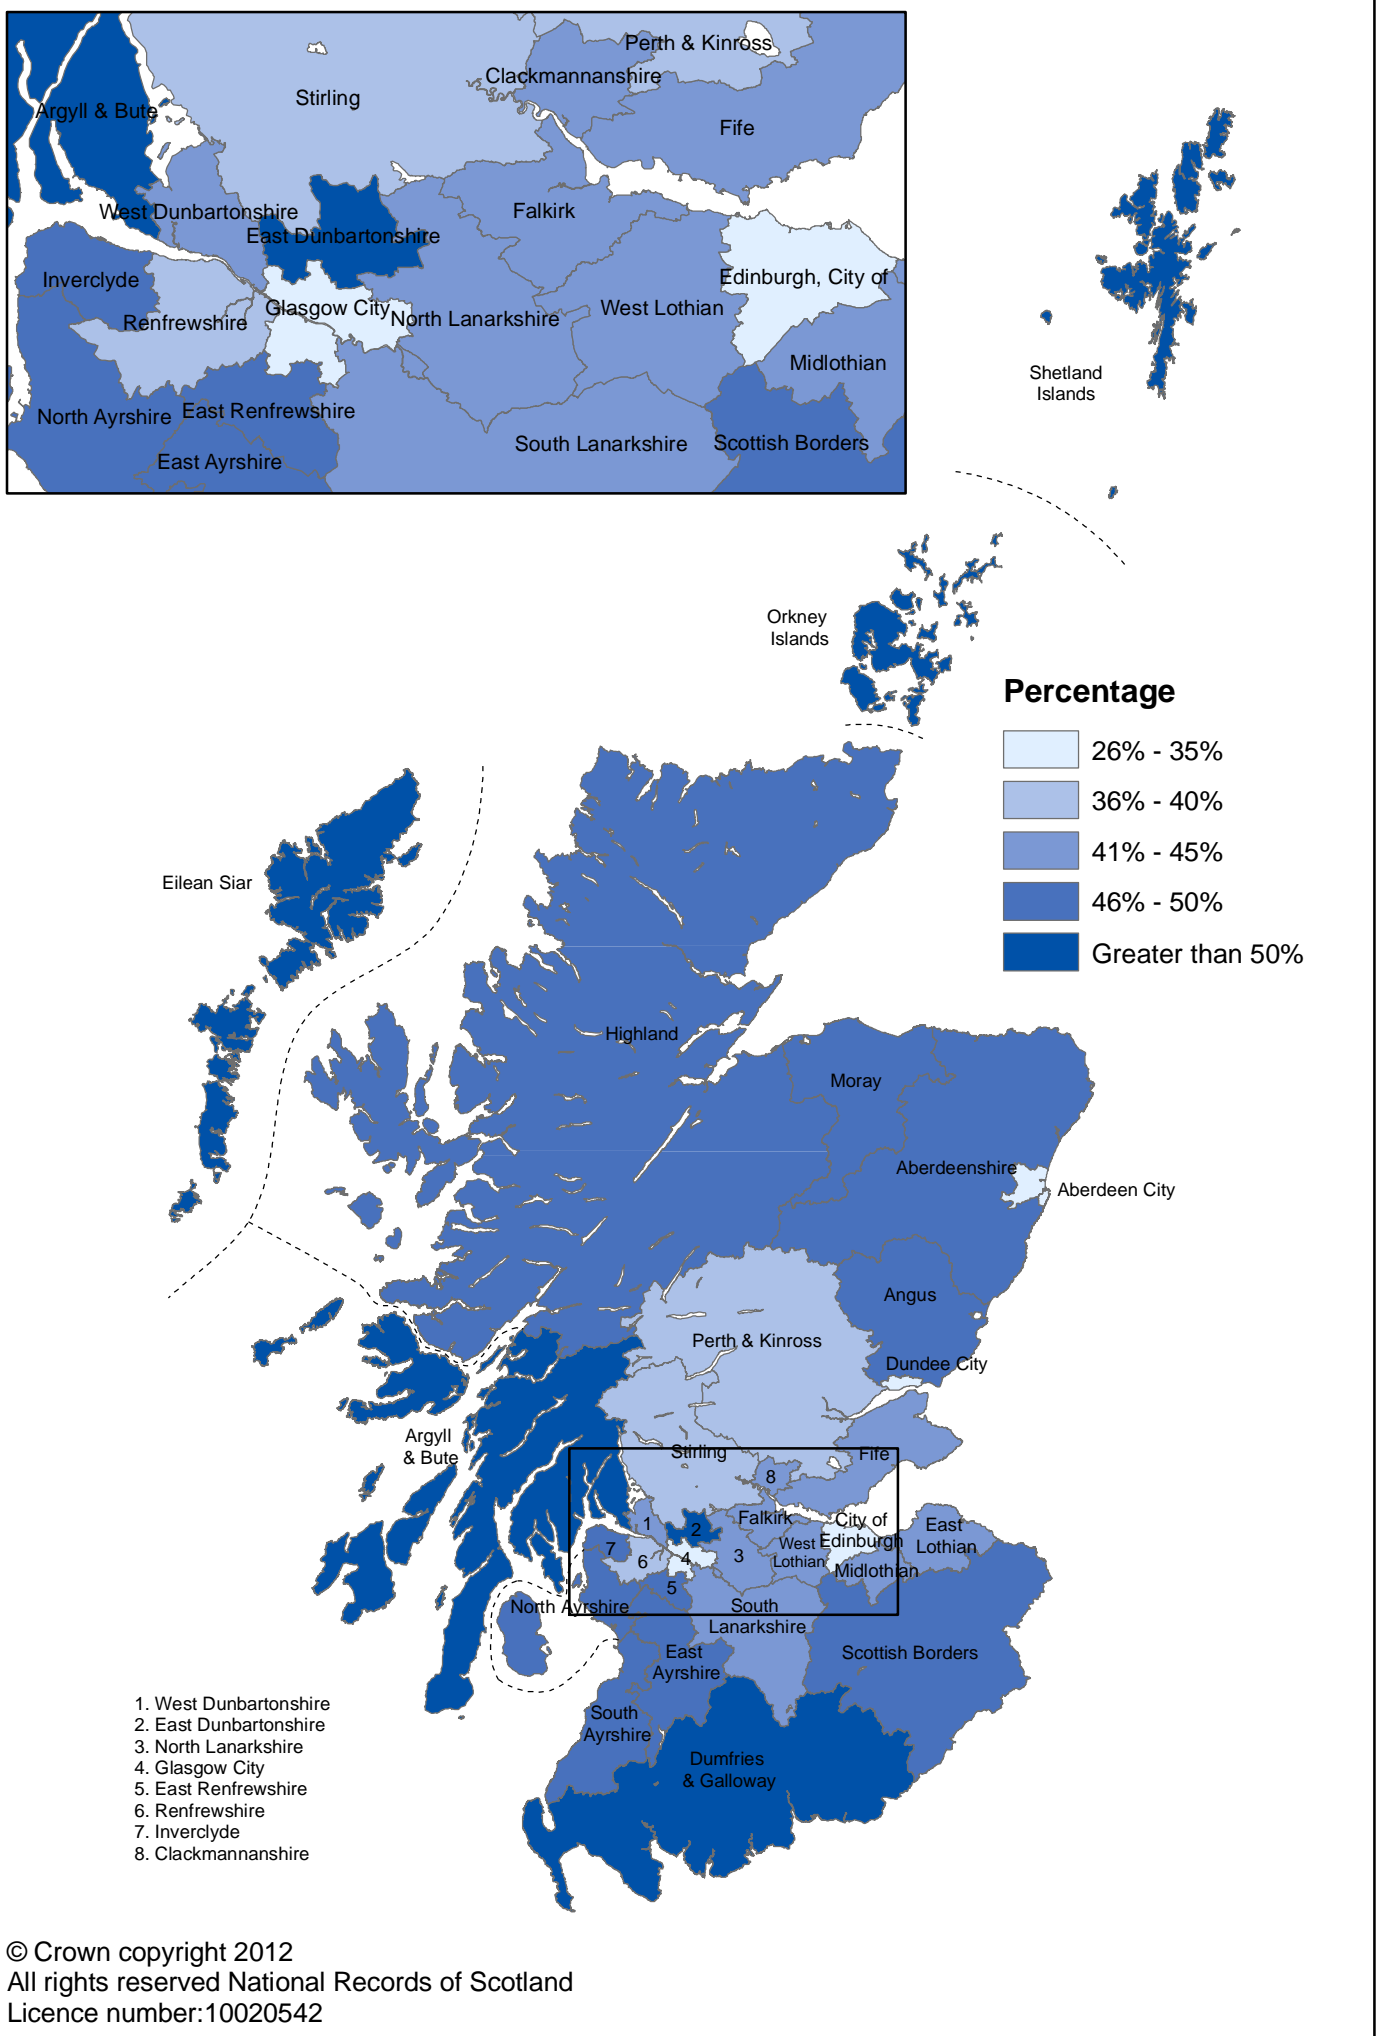 Perth & Kinross
Clackmannanshire
Stirling
Argyll & Bute
Fife
West Dunbartonshire
Falkirk
East Dunbartonshire
Inverclyde
Edinburgh, City of
Glasgow City
West Lothian
Renfrewshire
North Lanarkshire
Midlothian
North Ayrshire
East Renfrewshire
South Lanarkshire
Scottish Borders
East Ayrshire
Shetland
Islands
Orkney
Islands
Percentage
26% - 35%
36% - 40%
41% - 45%
46% - 50%
Greater than 50%
Eilean Siar
Highland
Moray
Aberdeenshire
Aberdeen City
Angus
Perth & Kinross
Dundee City
Argyll
& Bute
Stirling
Fife
8
Falkirk
City of
Edinburgh
East
Lothian
1
2
West
Lothian
7
6
4
3
Midlothian
5
North Ayrshire
South
Lanarkshire
East
Ayrshire
Scottish Borders
South
Ayrshire
Dumfries
& Galloway
1. West Dunbartonshire
2. East Dunbartonshire
3. North Lanarkshire
4. Glasgow City
5. East Renfrewshire
6. Renfrewshire
7. Inverclyde
8. Clackmannanshire
© Crown copyright 2012
All rights reserved National Records of Scotland
Licence number:10020542